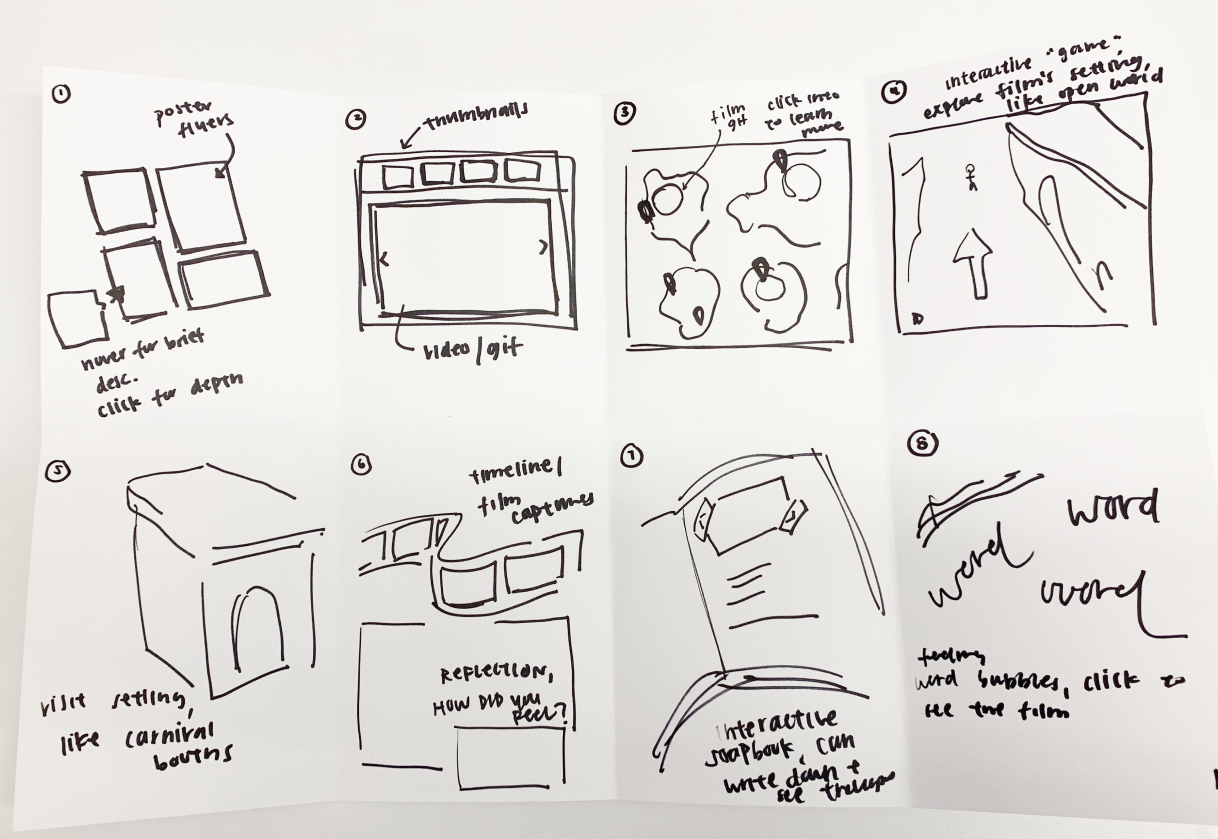 1
poster
flyers
hover for brief
desc.
click for depth
2
thumbnails
video/gif
3
film
gif
click into
to learn
more
4
interactive "game"
explore film's setting,
like open world
5
visit setting,
like carnival
booths
6
timeline/
film
captures
REFLECTION,
HOW DID YOU
FEEL?
7
interactive
scrapbook, can
write down +
see
8
word
word
word
feeling
word bubbles, click to
see the film